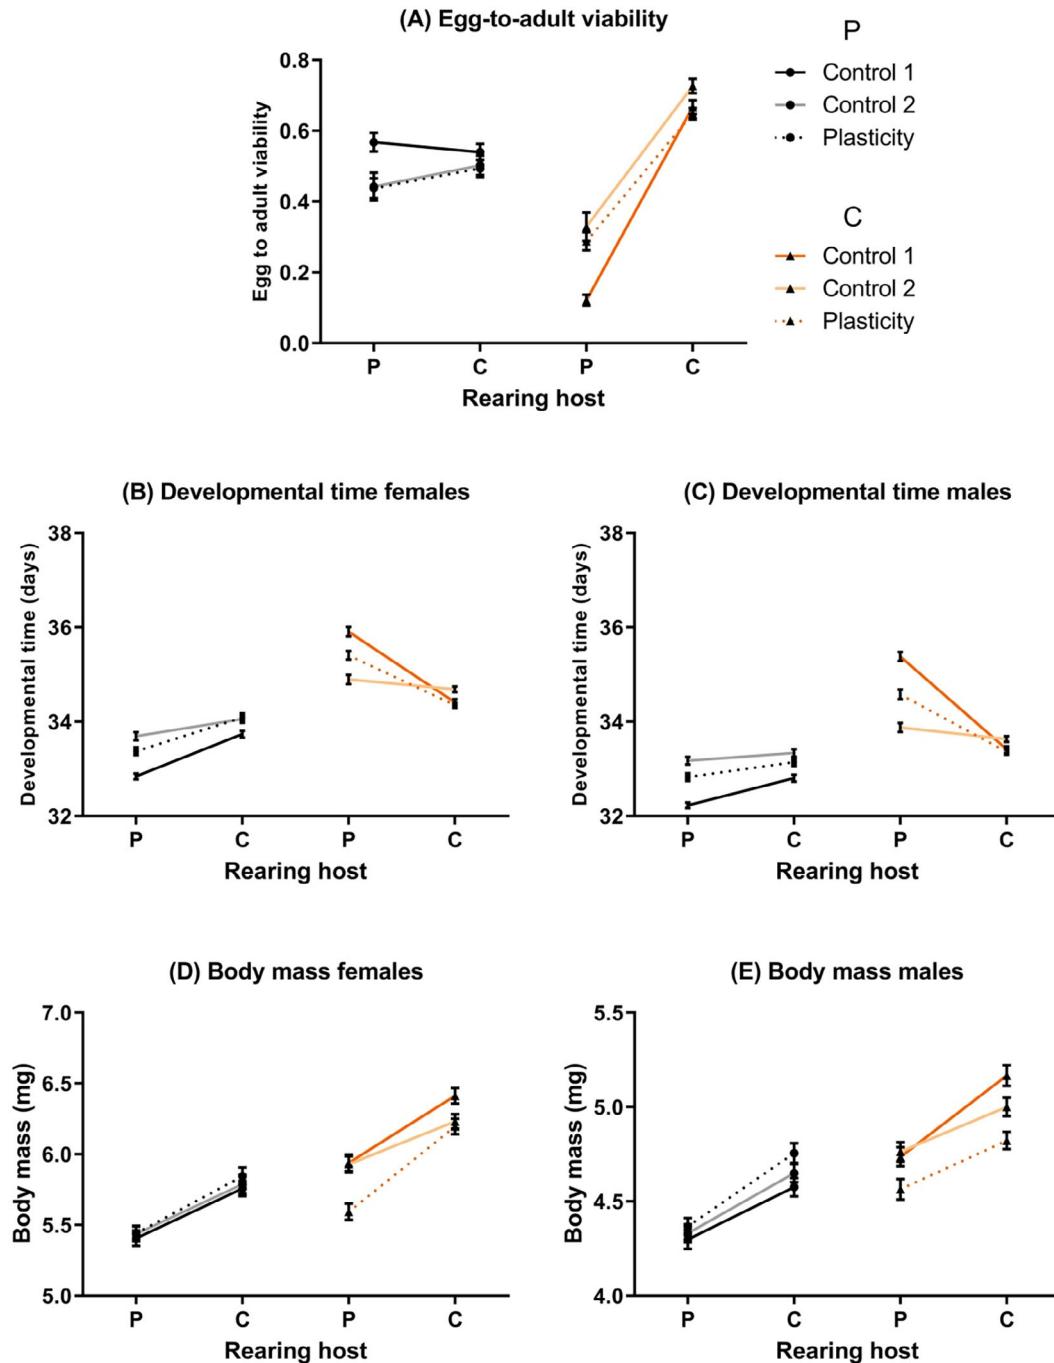 (A) Egg-to-adult viability
Egg to adult viability
0.8
0.6
0.4
0.2
0.0
P
C
P
C
Rearing host
P
Control 1
Control 2
Plasticity
C
Control 1
Control 2
Plasticity
(B) Developmental time females
Developmental time (days)
38
36
34
32
P
C
P
C
Rearing host
(C) Developmental time males
Developmental time (days)
38
36
34
32
P
C
P
C
Rearing host
(D) Body mass females
Body mass (mg)
7.0
6.5
6.0
5.5
5.0
P
C
P
C
Rearing host
(E) Body mass males
Body mass (mg)
5.5
5.0
4.5
4.0
P
C
P
C
Rearing host